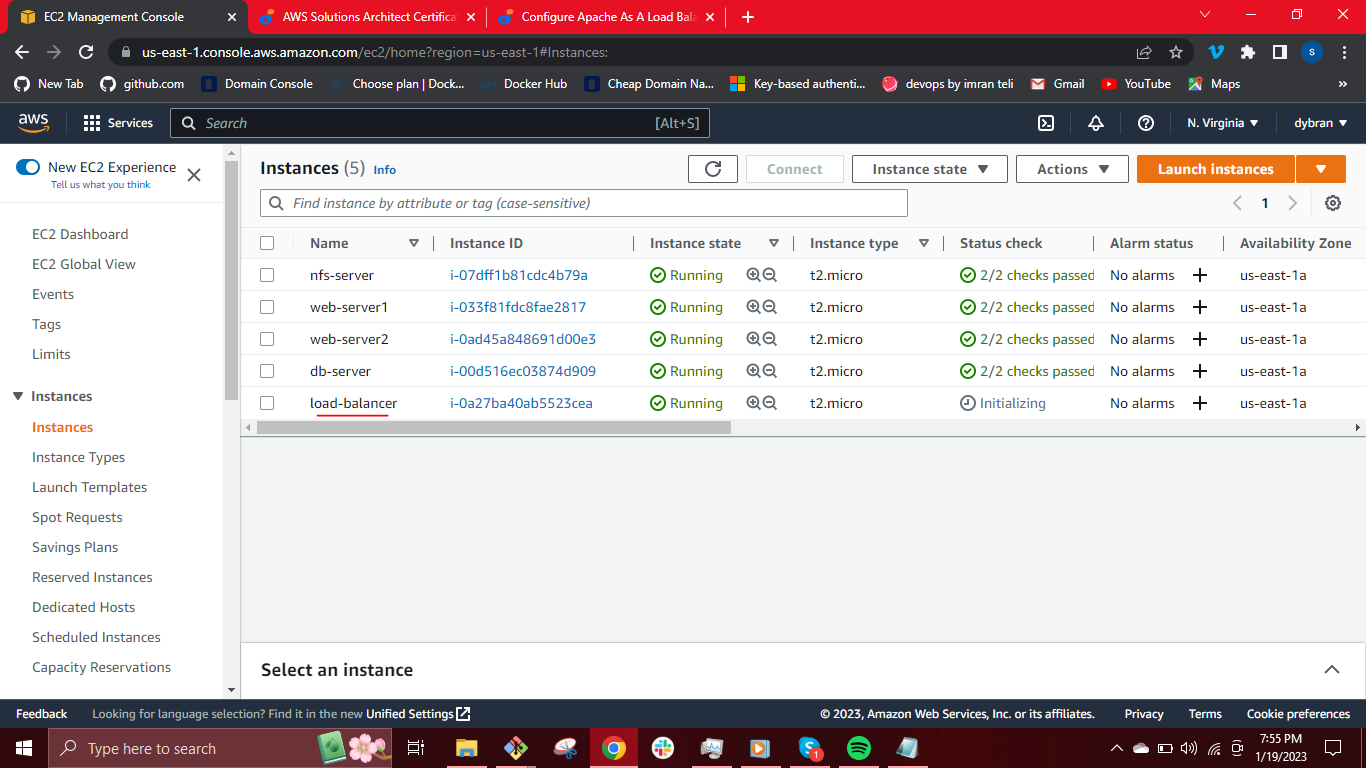 EC2 Management Console
AWS Solutions Architect Certifica
Configure Apache As A Load Bala
us-east-1.console.aws.amazon.com/ec2/home?region=us-east-1#Instances:
S
New Tab
github.com
Domain Console
Choose plan | Dock...
Docker Hub
Cheap Domain Na...
Key-based authenti...
devops by imran teli
Gmail
YouTube
Maps
»
aws
Services
Search
[Alt+S]
N. Virginia
dybran
New EC2 Experience
Tell us what you think
EC2 Dashboard
EC2 Global View
Events
Tags
Limits
Instances
Instances
Instance Types
Launch Templates
Spot Requests
Savings Plans
Reserved Instances
Dedicated Hosts
Scheduled Instances
Capacity Reservations
Instances (5) Info
Connect
Instance state
Actions
Launch instances
Find instance by attribute or tag (case-sensitive)
1
Name Instance ID Instance state Instance type Status check Alarm status Availability Zone
nfs-server i-07dff1b81cdc4b79a Running t2.micro 2/2 checks passed No alarms us-east-1a
web-server1 i-033f81fdc8fae2817 Running t2.micro 2/2 checks passed No alarms us-east-1a
web-server2 i-0ad45a848691d00e3 Running t2.micro 2/2 checks passed No alarms us-east-1a
db-server i-00d516ec03874d909 Running t2.micro 2/2 checks passed No alarms us-east-1a
load-balancer i-0a27ba40ab5523cea Running t2.micro Initializing No alarms us-east-1a
Select an instance
Feedback
Looking for language selection? Find it in the new Unified Settings
© 2023, Amazon Web Services, Inc. or its affiliates.
Privacy
Terms
Cookie preferences
Type here to search
1
7:55 PM
1/19/2023